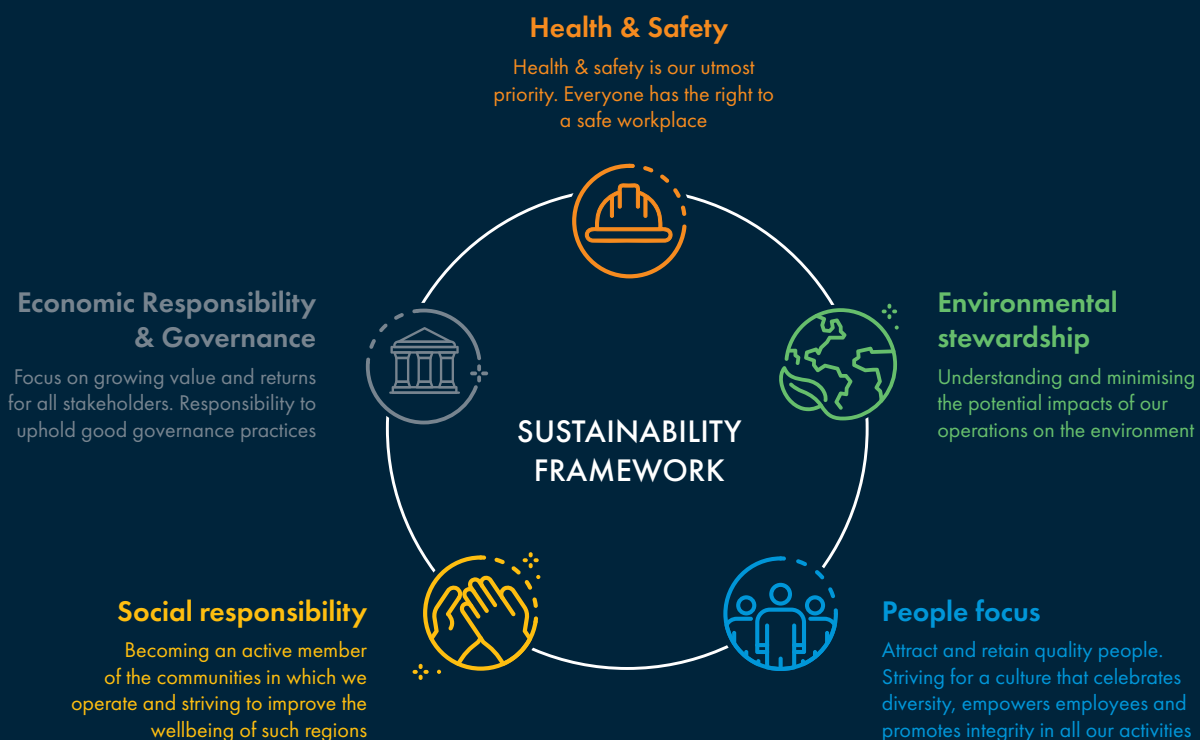 Health & Safety
Health & safety is our utmost
priority. Everyone has the right to
a safe workplace
Economic Responsibility
& Governance
Focus on growing value and returns
for all stakeholders. Responsibility to
uphold good governance practices
Environmental
stewardship
Understanding and minimising
the potential impacts of our
operations on the environment
SUSTAINABILITY
FRAMEWORK
Social responsibility
Becoming an active member
of the communities in which we
operate and striving to improve the
wellbeing of such regions
People focus
Attract and retain quality people.
Striving for a culture that celebrates
diversity, empowers employees and
promotes integrity in all our activities